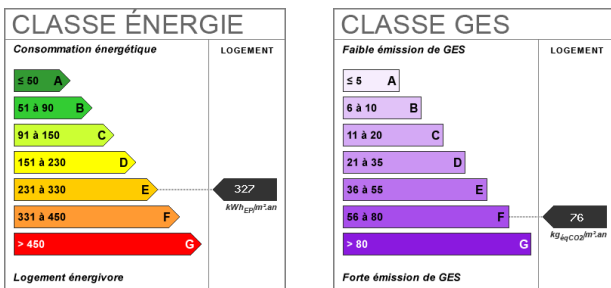 CLASSE ÉNERGIE
Consommation énergétique
LOGEMENT
≤ 50 A
51 à 90 B
91 à 150 C
151 à 230 D
231 à 330 E
327
kWhEP/m².an
331 à 450 F
> 450 G
Logement énergivore
CLASSE GES
Faible émission de GES
LOGEMENT
≤ 5 A
6 à 10 B
11 à 20 C
21 à 35 D
36 à 55 E
56 à 80 F
76
kgéqCO2/m².an
> 80 G
Forte émission de GES